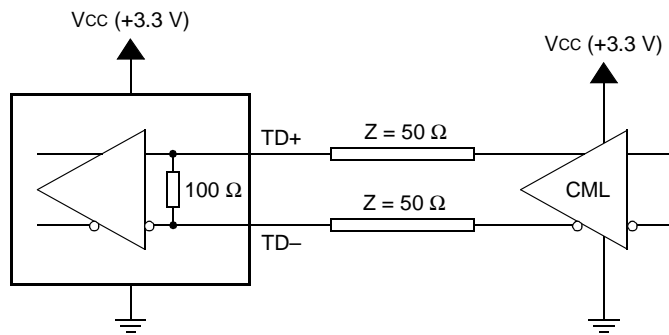 VCC (+3.3 V)
VCC (+3.3 V)
TD+
Z = 50 Ω
100 Ω
CML
Z = 50 Ω
TD–